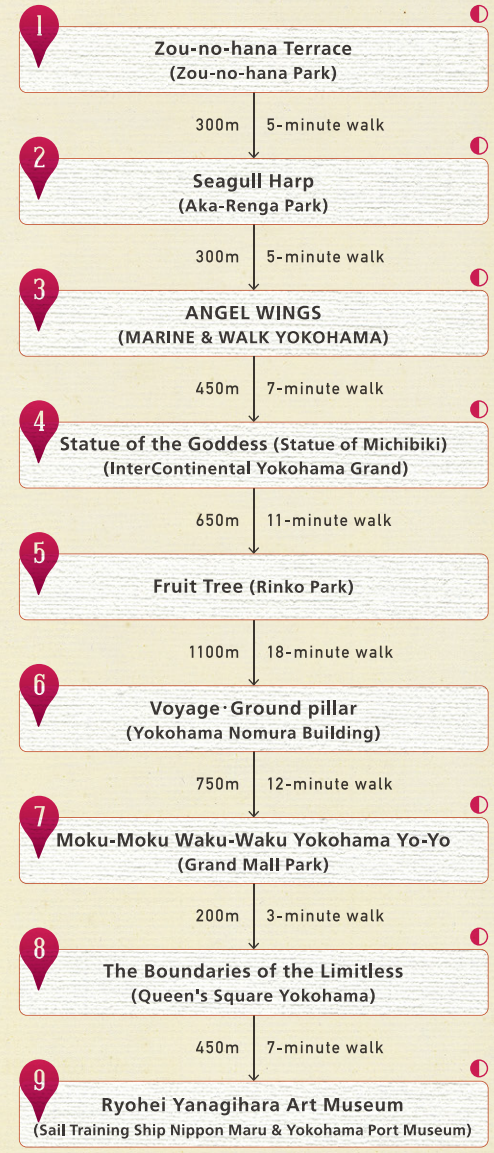 1
Zou-no-hana Terrace
(Zou-no-hana Park)
300m 5-minute walk
2
Seagull Harp
(Aka-Renga Park)
300m 5-minute walk
3
ANGEL WINGS
(MARINE & WALK YOKOHAMA)
450m 7-minute walk
4
Statue of the Goddess (Statue of Michibiki)
(InterContinental Yokohama Grand)
650m 11-minute walk
5
Fruit Tree (Rinko Park)
1100m 18-minute walk
6
Voyage·Ground pillar
(Yokohama Nomura Building)
750m 12-minute walk
7
Moku-Moku Waku-Waku Yokohama Yo-Yo
(Grand Mall Park)
200m 3-minute walk
8
The Boundaries of the Limitless
(Queen's Square Yokohama)
450m 7-minute walk
9
Ryohei Yanagihara Art Museum
(Sail Training Ship Nippon Maru & Yokohama Port Museum)